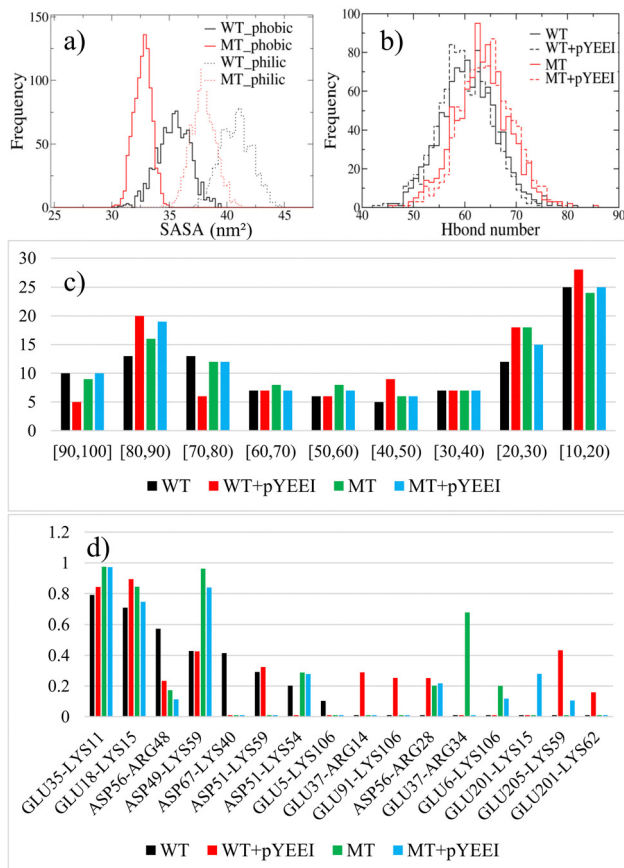 a)
WT_phobic
MT_phobic
WT_philic
MT_philic
Frequency
150
100
50
0
25 30 35 40 45
SASA (nm²)
b)
WT
WT+pYEEI
MT
MT+pYEEI
Frequency
100
80
60
40
20
0
40 50 60 70 80 90
Hbond number
c)
30
25
20
15
10
5
0
[90,100] [80,90) [70,80) [60,70) [50,60) [40,50) [30,40) [20,30) [10,20)
WT WT+pYEEI MT MT+pYEEI
d)
1.2
1
0.8
0.6
0.4
0.2
0
GLU35-LYS11
GLU18-LYS15
ASP56-ARG48
ASP49-LYS59
ASP67-LYS40
ASP51-LYS59
ASP51-LYS54
GLU5-LYS106
GLU37-ARG14
GLU91-LYS106
ASP56-ARG28
GLU37-ARG34
GLU6-LYS106
GLU201-LYS15
GLU205-LYS59
GLU201-LYS62
WT WT+pYEEI MT MT+pYEEI